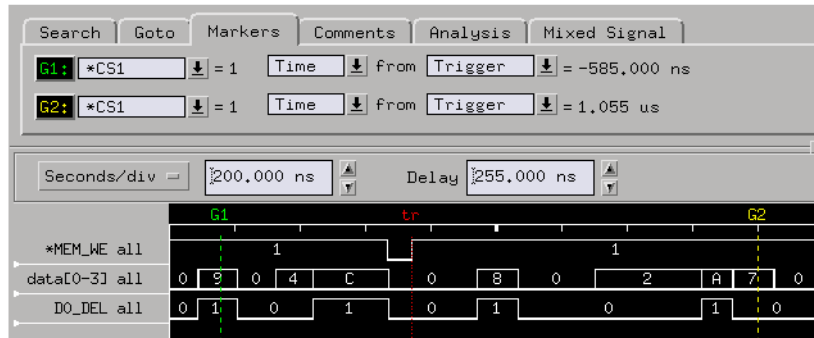 Search Goto Markers Comments Analysis Mixed Signal
G1: *CS1 = 1 Time from Trigger = -585.000 ns
G2: *CS1 = 1 Time from Trigger = 1.055 us
Seconds/div 200.000 ns Delay 255.000 ns
G1 tr G2
*MEM_WE all 1 1
data[0-3] all 0 9 0 4 C 0 8 0 2 A 7 0
DO_DEL all 0 1 0 1 0 1 0 1 0